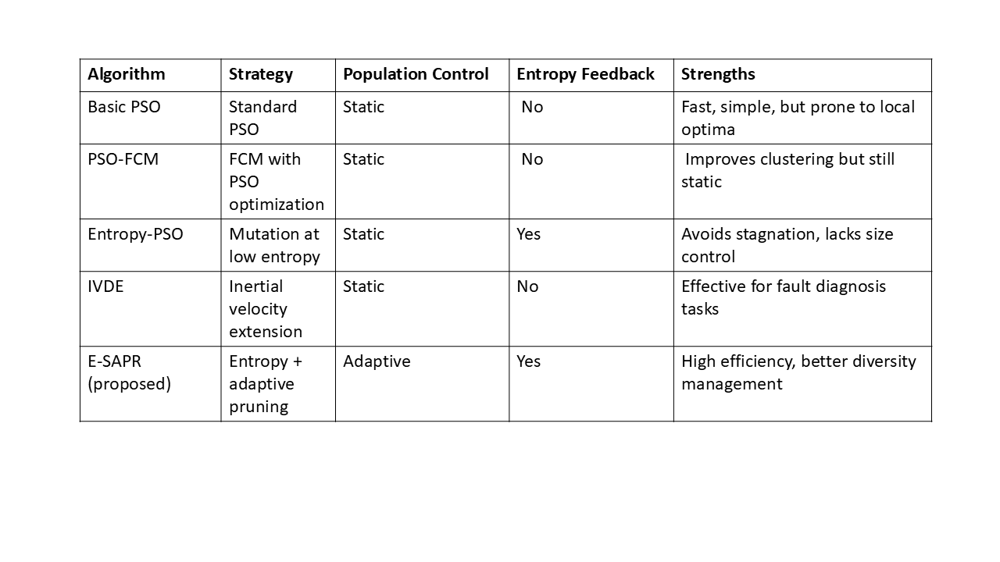 Algorithm Strategy Population Control Entropy Feedback Strengths
Basic PSO Standard Static No Fast, simple, but prone to local
PSO optima
PSO-FCM FCM with Static No Improves clustering but still
PSO static
optimization
Entropy-PSO Mutation at Static Yes Avoids stagnation, lacks size
low entropy control
IVDE Inertial Static No Effective for fault diagnosis
velocity tasks
extension
E-SAPR Entropy + Adaptive Yes High efficiency, better diversity
(proposed) adaptive management
pruning